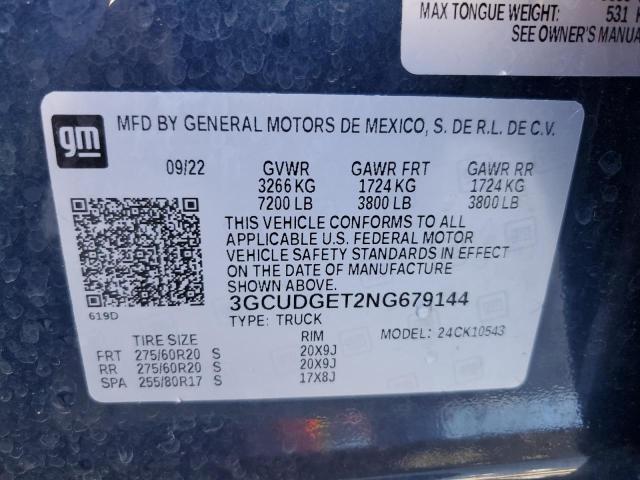 MAX TONGUE WEIGHT: 531
SEE OWNER'S MANUA
gm
MFD BY GENERAL MOTORS DE MEXICO, S. DE R.L. DE C.V.
09/22 GVWR GAWR FRT GAWR RR
3266 KG 1724 KG 1724 KG
7200 LB 3800 LB 3800 LB
THIS VEHICLE CONFORMS TO ALL
APPLICABLE U.S. FEDERAL MOTOR
VEHICLE SAFETY STANDARDS IN EFFECT
ON THE DATE OF MANUFACTURE
SHOWN ABOVE.
3GCUDGET2NG679144
619D
TYPE: TRUCK MODEL: 24CK10543
TIRE SIZE RIM
FRT 275/60R20 S 20X9J
RR 275/60R20 S 20X9J
SPA 255/80R17 S 17X8J